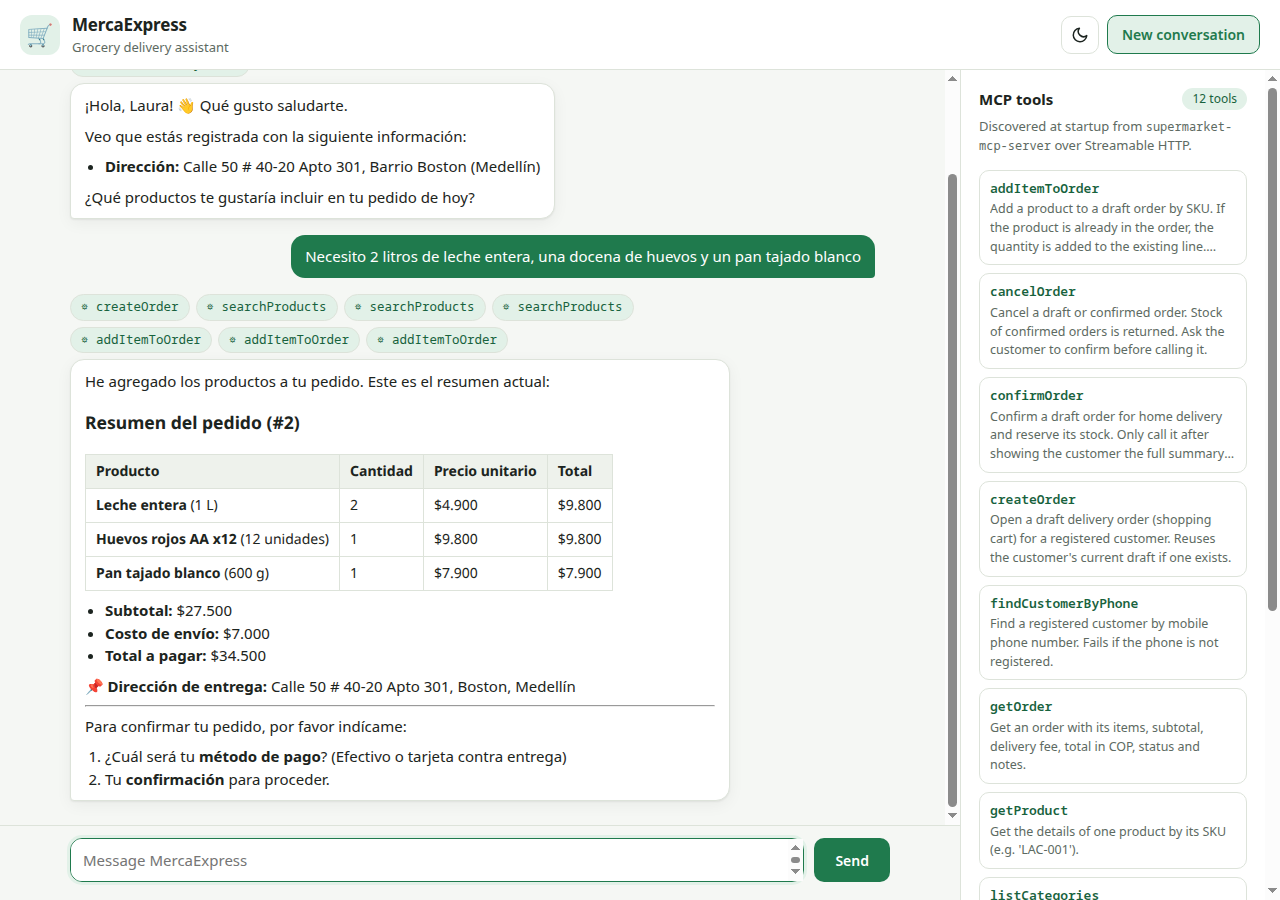 MercaExpress
Grocery delivery assistant
New conversation
¡Hola, Laura! 👋 Qué gusto saludarte.
Veo que estás registrada con la siguiente información:
• Dirección: Calle 50 # 40-20 Apto 301, Barrio Boston (Medellín)
¿Qué productos te gustaría incluir en tu pedido de hoy?
Necesito 2 litros de leche entera, una docena de huevos y un pan tajado blanco
createOrder searchProducts searchProducts searchProducts
addItemToOrder addItemToOrder addItemToOrder
He agregado los productos a tu pedido. Este es el resumen actual:
Resumen del pedido (#2)
Producto Cantidad Precio unitario Total
Leche entera (1 L) 2 $4.900 $9.800
Huevos rojos AA x12 (12 unidades) 1 $9.800 $9.800
Pan tajado blanco (600 g) 1 $7.900 $7.900
• Subtotal: $27.500
• Costo de envío: $7.000
• Total a pagar: $34.500
📌 Dirección de entrega: Calle 50 # 40-20 Apto 301, Boston, Medellín
Para confirmar tu pedido, por favor indícame:
1. ¿Cuál será tu método de pago? (Efectivo o tarjeta contra entrega)
2. Tu confirmación para proceder.
Message MercaExpress
Send
MCP tools
12 tools
Discovered at startup from supermarket-
mcp-server over Streamable HTTP.
addItemToOrder
Add a product to a draft order by SKU. If
the product is already in the order, the
quantity is added to the existing line....
cancelOrder
Cancel a draft or confirmed order. Stock
of confirmed orders is returned. Ask the
customer to confirm before calling it.
confirmOrder
Confirm a draft order for home delivery
and reserve its stock. Only call it after
showing the customer the full summary...
createOrder
Open a draft delivery order (shopping
cart) for a registered customer. Reuses
the customer's current draft if one exists.
findCustomerByPhone
Find a registered customer by mobile
phone number. Fails if the phone is not
registered.
getOrder
Get an order with its items, subtotal,
delivery fee, total in COP, status and
notes.
getProduct
Get the details of one product by its SKU
(e.g. 'LAC-001').
listCategories